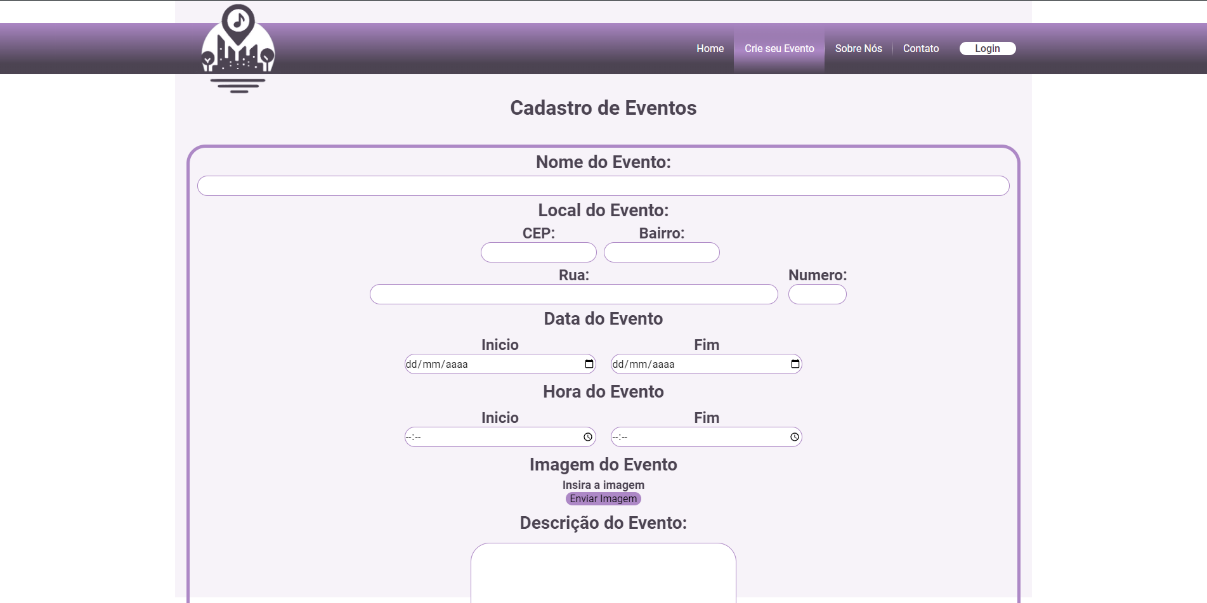 Home Crie seu Evento Sobre Nós Contato Login
Cadastro de Eventos
Nome do Evento:
Local do Evento:
CEP: Bairro:
Rua: Numero:
Data do Evento
Inicio Fim
dd/mm/aaaa dd/mm/aaaa
Hora do Evento
Inicio Fim
--:-- --:--
Imagem do Evento
Insira a imagem
Enviar Imagem
Descrição do Evento: